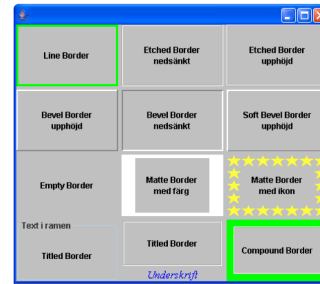 Line Border
Etched Border
nedsänkt
Etched Border
upphöjd
Bevel Border
upphöjd
Bevel Border
nedsänkt
Soft Bevel Border
upphöjd
Empty Border
Matte Border
med färg
Matte Border
med ikon
Text i ramen
Titled Border
Titled Border
Underskrift
Compound Border